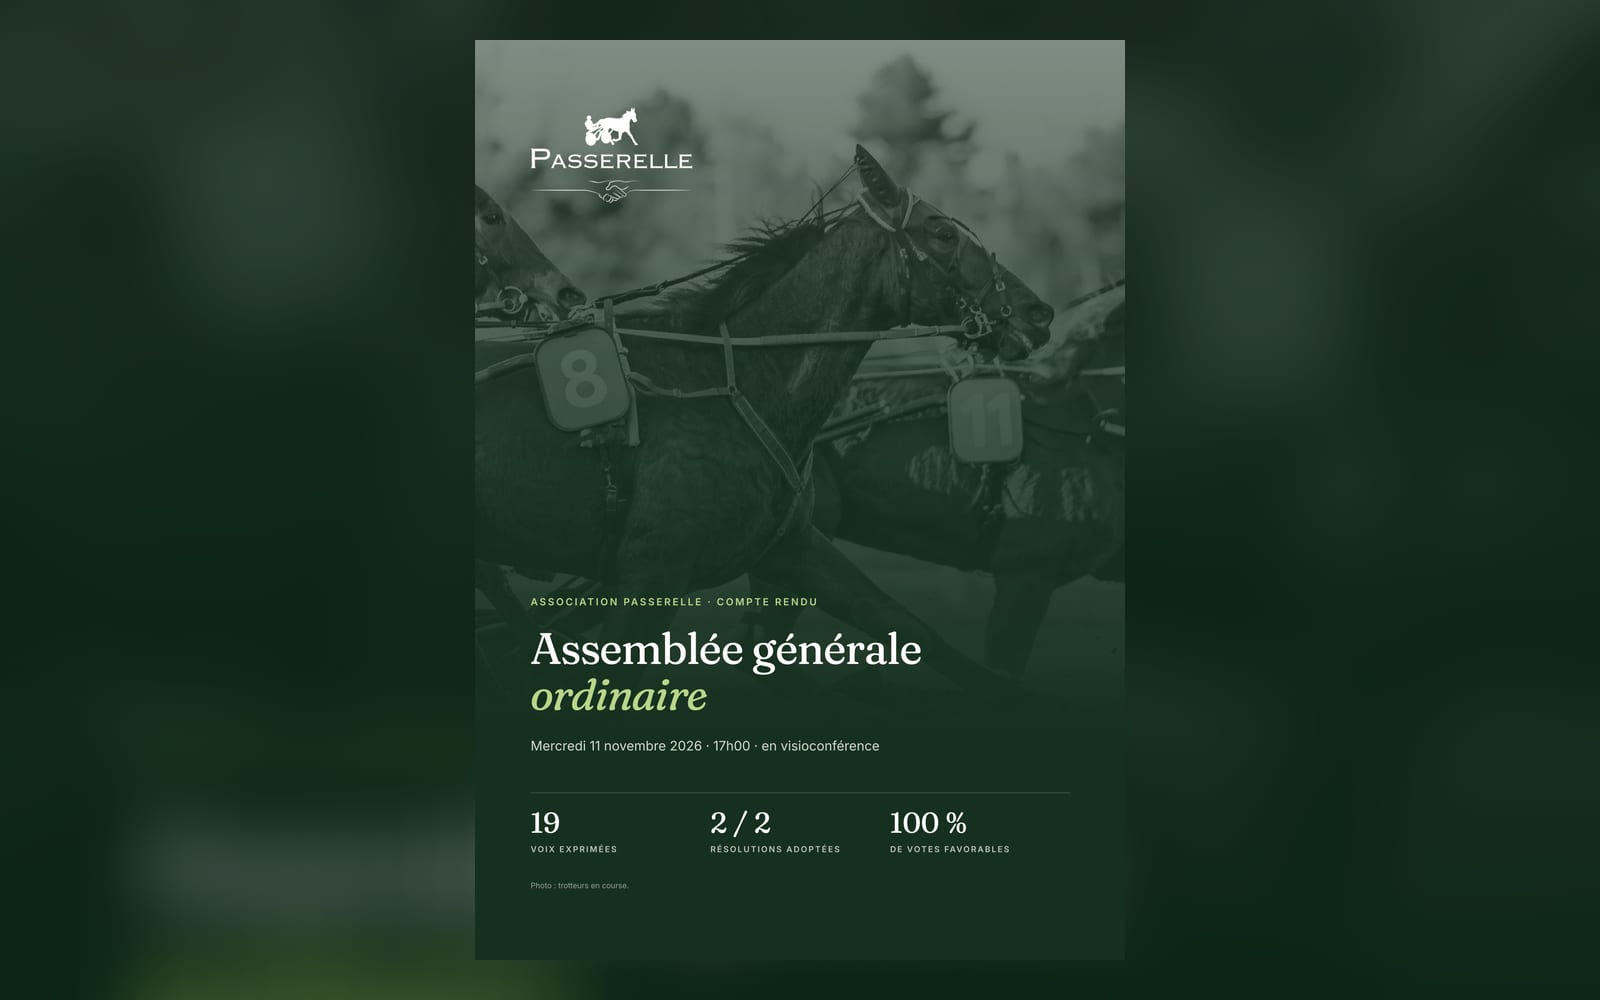 PASSERELLE
8
11
ASSOCIATION PASSERELLE · COMPTE RENDU
Assemblée générale
ordinaire
Mercredi 11 novembre 2026 · 17h00 · en visioconférence
19
VOIX EXPRIMÉES
2 / 2
RÉSOLUTIONS ADOPTÉES
100 %
DE VOTES FAVORABLES
Photo : trotteurs en course.